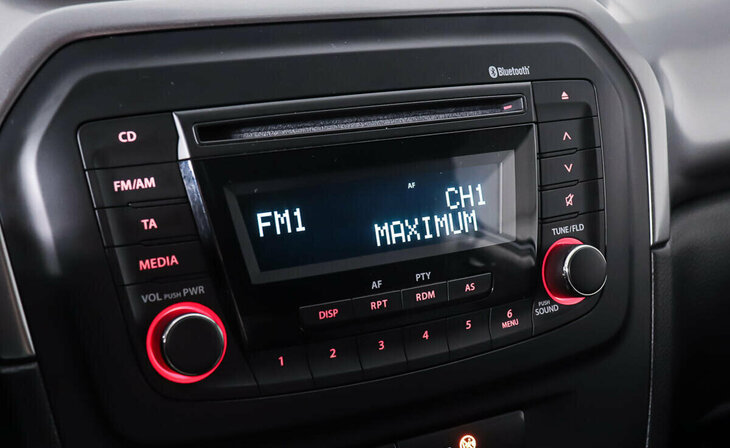 Bluetooth
CD
FM/AM
TA
MEDIA
VOL PUSH PWR
AF
FM1
CH1
MAXIMUM
TUNE/FLD
PUSH
SOUND
AF
PTY
DISP
RPT
RDM
AS
1
2
3
4
5
6
MENU